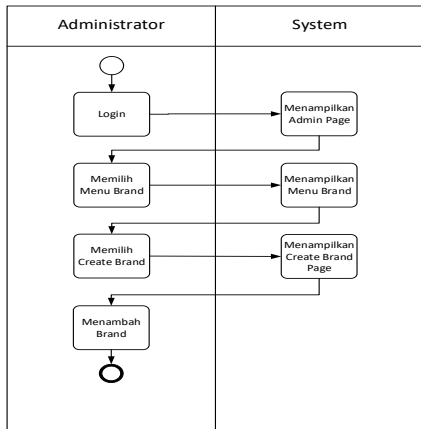 Administrator
System
Login
Menampilkan
Admin Page
Memilih
Menu Brand
Menampilkan
Menu Brand
Memilih
Create Brand
Menampilkan
Create Brand
Page
Menambah
Brand